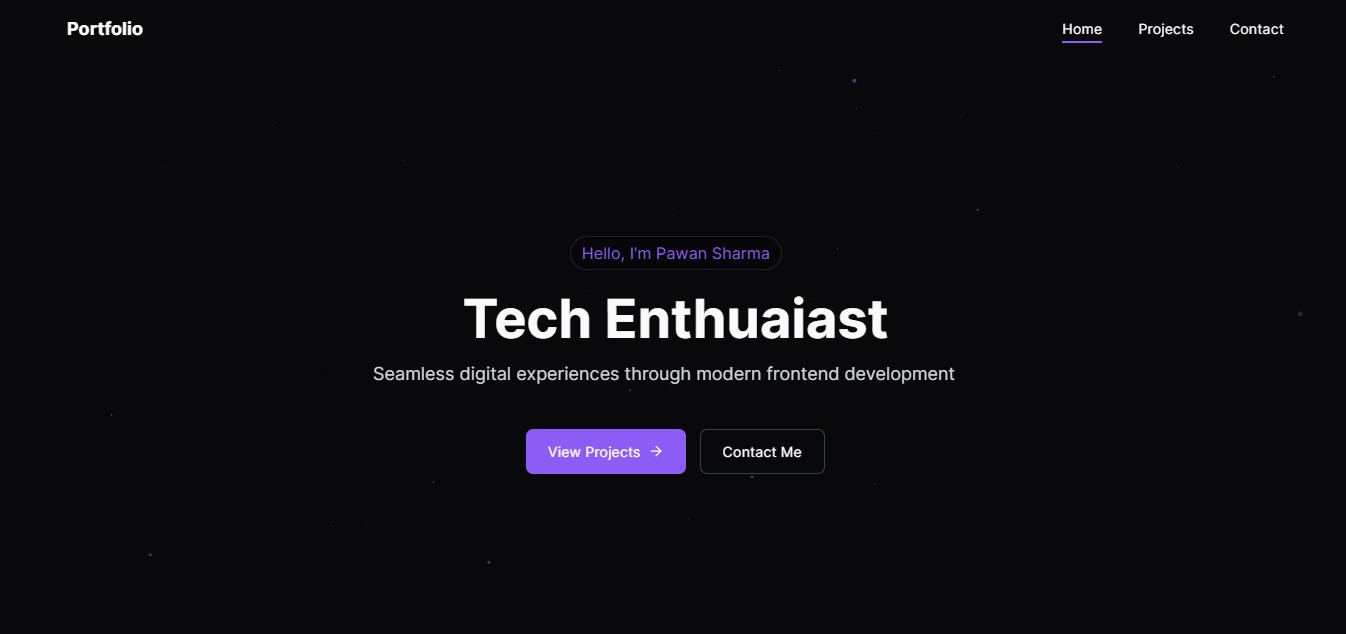 Portfolio
Home Projects Contact
Hello, I'm Pawan Sharma
Tech Enthuaiast
Seamless digital experiences through modern frontend development
View Projects → Contact Me